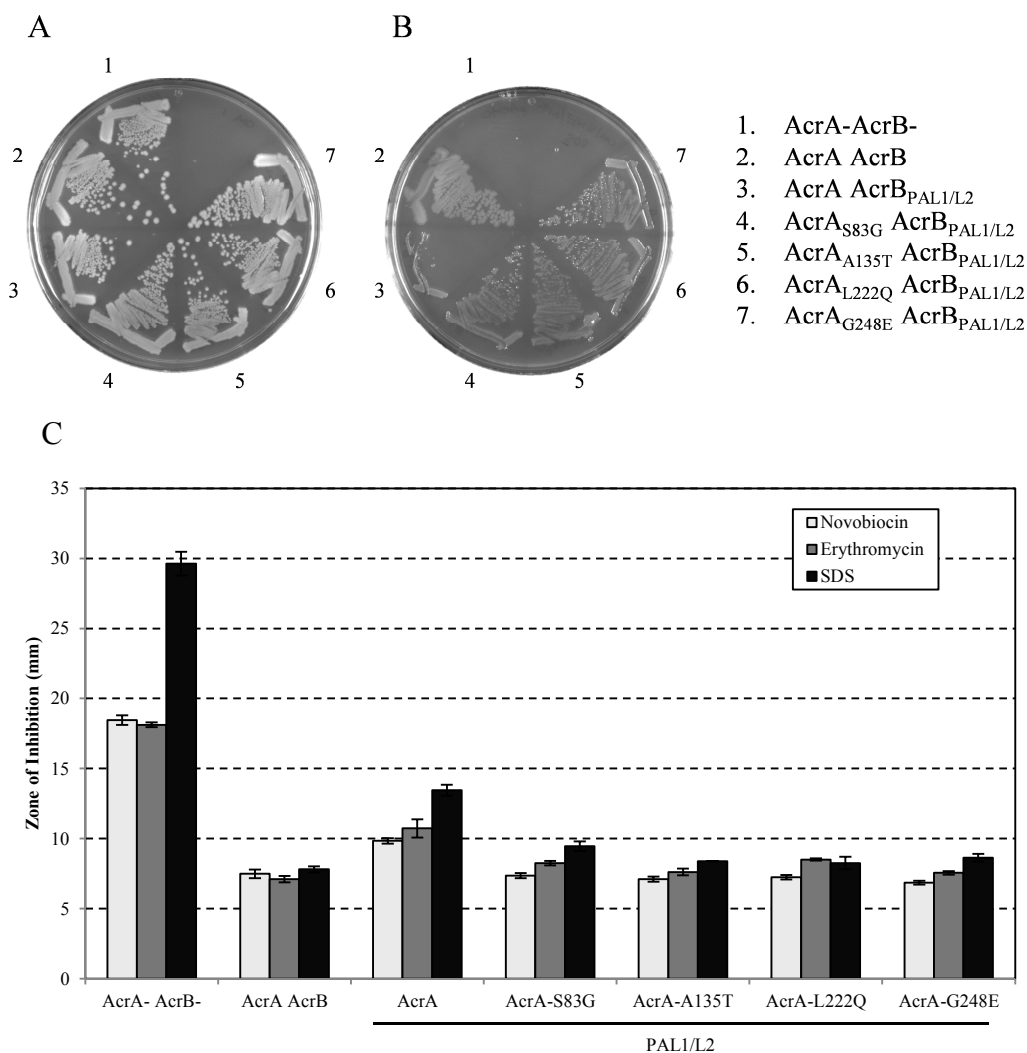 A
B
1
2
3
4
5
6
7
1
2
3
4
5
6
7
1. AcrA-AcrB-
2. AcrA AcrB
3. AcrA AcrBPAL1/L2
4. AcrAS83G AcrBPAL1/L2
5. AcrAA135T AcrBPAL1/L2
6. AcrAL222Q AcrBPAL1/L2
7. AcrAG248E AcrBPAL1/L2
C
Zone of Inhibition (mm)
35
30
25
20
15
10
5
0
Novobiocin
Erythromycin
SDS
AcrA- AcrB-
AcrA AcrB
AcrA
AcrA-S83G
AcrA-A135T
AcrA-L222Q
AcrA-G248E
PAL1/L2